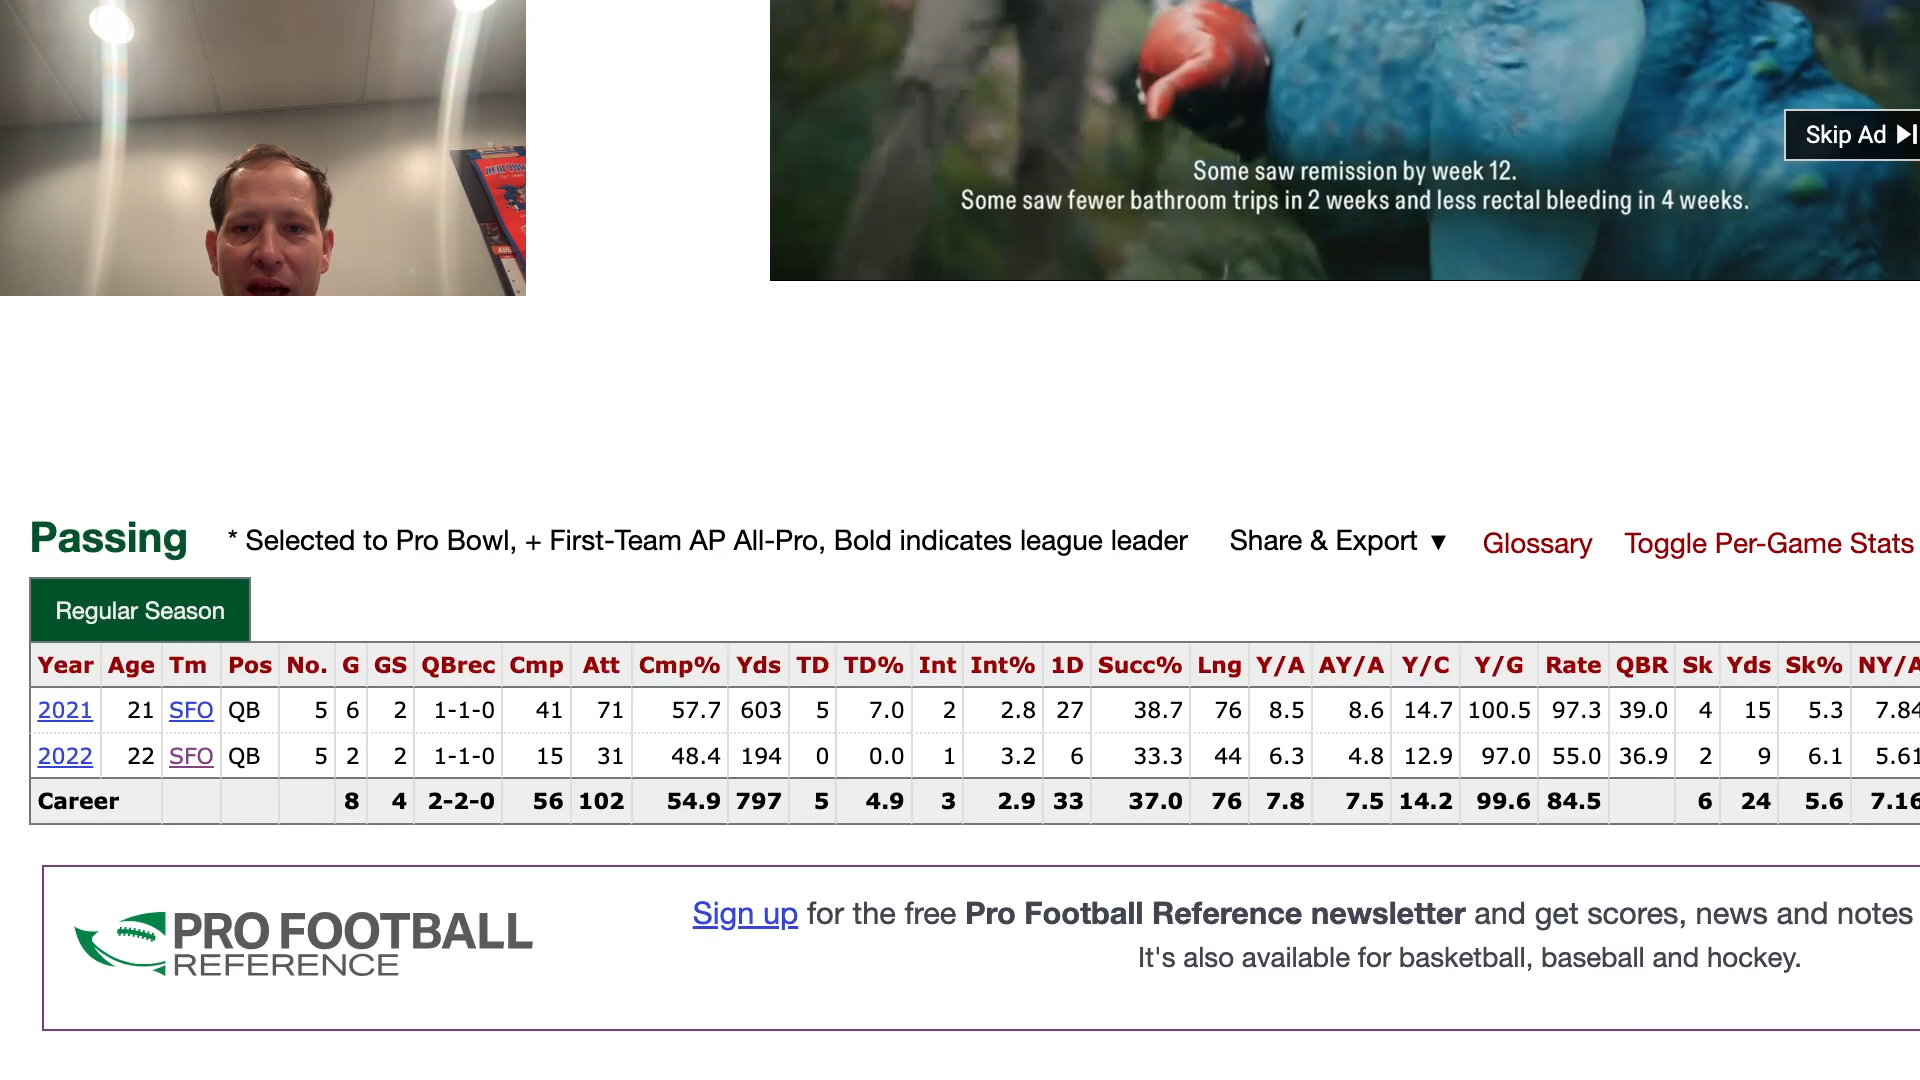 NEW YORK
Skip Ad
Some saw remission by week 12.
Some saw fewer bathroom trips in 2 weeks and less rectal bleeding in 4 weeks.
Passing * Selected to Pro Bowl, + First-Team AP All-Pro, Bold indicates league leader Share & Export ▼ Glossary Toggle Per-Game Stats
Regular Season
Year Age Tm Pos No. G GS QBrec Cmp Att Cmp% Yds TD TD% Int Int% 1D Succ% Lng Y/A AY/A Y/C Y/G Rate QBR Sk Yds Sk% NY/A
2021 21 SFO QB 5 6 2 1-1-0 41 71 57.7 603 5 7.0 2 2.8 27 38.7 76 8.5 8.6 14.7 100.5 97.3 39.0 4 15 5.3 7.84
2022 22 SFO QB 5 2 2 1-1-0 15 31 48.4 194 0 0.0 1 3.2 6 33.3 44 6.3 4.8 12.9 97.0 55.0 36.9 2 9 6.1 5.61
Career 8 4 2-2-0 56 102 54.9 797 5 4.9 3 2.9 33 37.0 76 7.8 7.5 14.2 99.6 84.5 6 24 5.6 7.16
PRO FOOTBALL
REFERENCE
Sign up for the free Pro Football Reference newsletter and get scores, news and notes
It's also available for basketball, baseball and hockey.